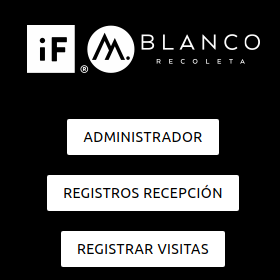 iF® M. BLANCO
RECOLETA
ADMINISTRADOR
REGISTROS RECEPCIÓN
REGISTRAR VISITAS